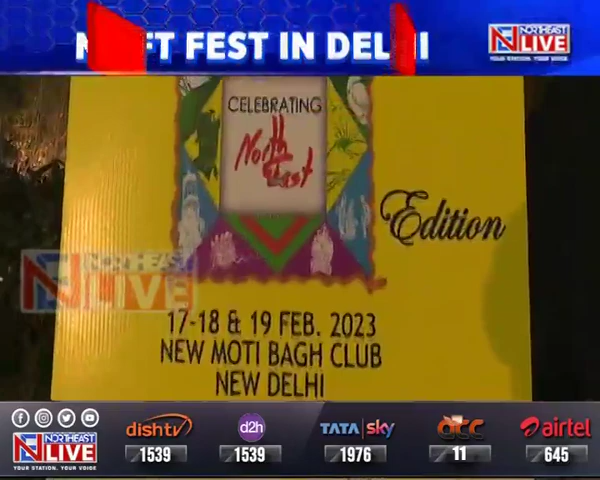 FEST IN DELHI
NORTHEAST
LIVE
YOUR STATION. YOUR VOICE
CELEBRATING
North
East
Edition
NORTHEAST
LIVE
17-18 & 19 FEB. 2023
NEW MOTI BAGH CLUB
NEW DELHI
NORTHEAST
LIVE
YOUR STATION. YOUR VOICE
dishtv
1539
d2h
1539
TATA sky
1976
acc
11
airtel
645